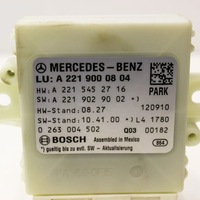 MERCEDES-BENZ
LU: A 221 900 08 04
HW: A 221 545 27 16
PARK
SW: A 221 902 90 02 *)
HW-Stand: 08.27
120910
SW-Stand: 10.41.00 *)L4 1780
0 263 004 502
Q03
00182
BOSCH
Assembled in Mexico
864
*) gueltig bis zu evtl. SW - Aktualisierung